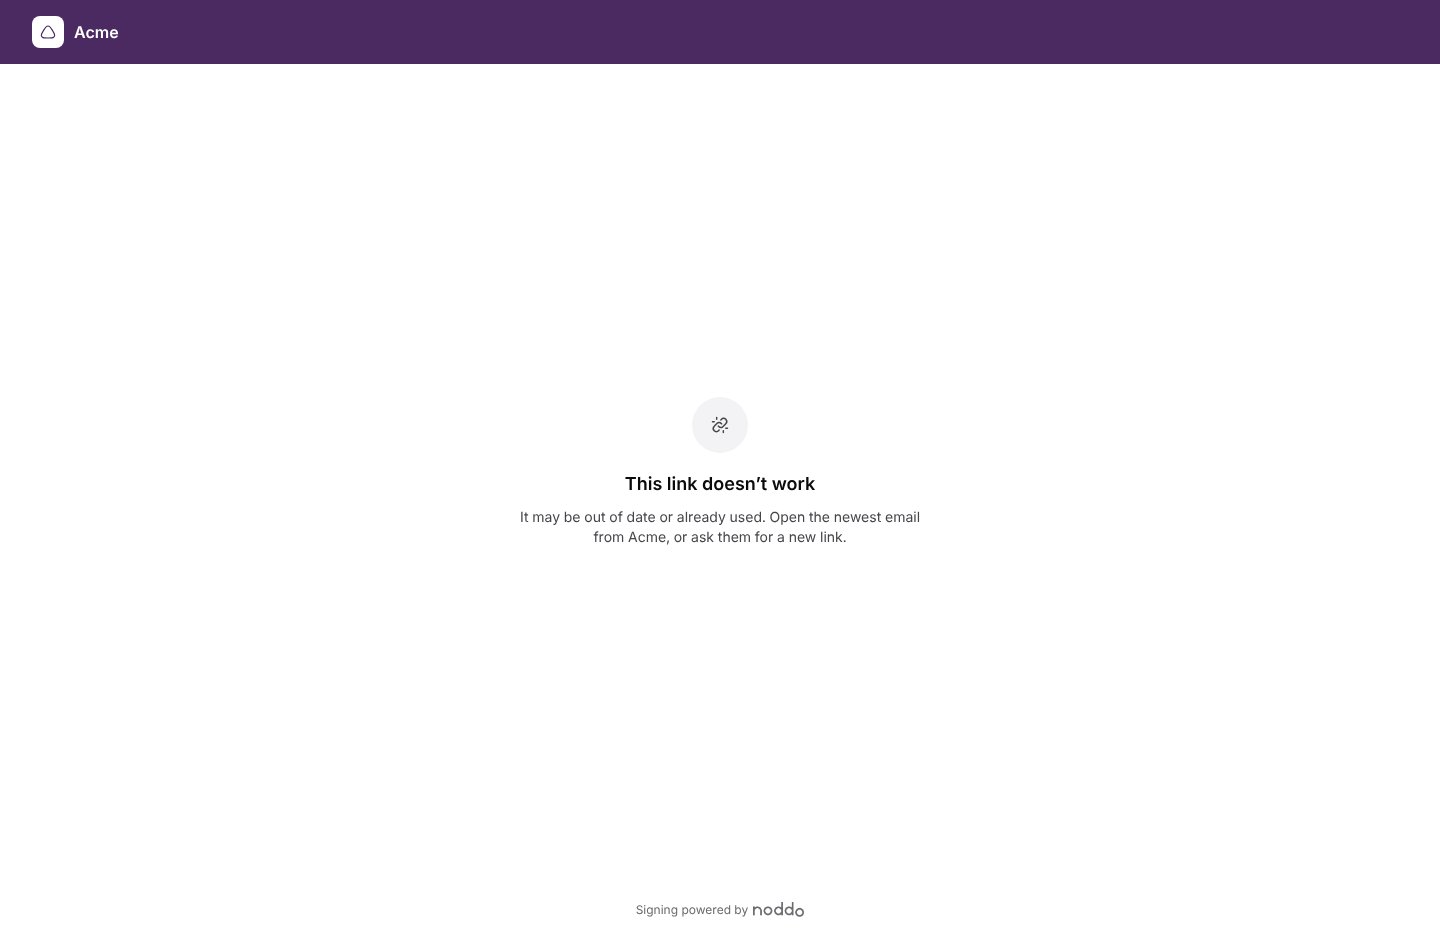 Acme
This link doesn’t work
It may be out of date or already used. Open the newest email
from Acme, or ask them for a new link.
Signing powered by noddo